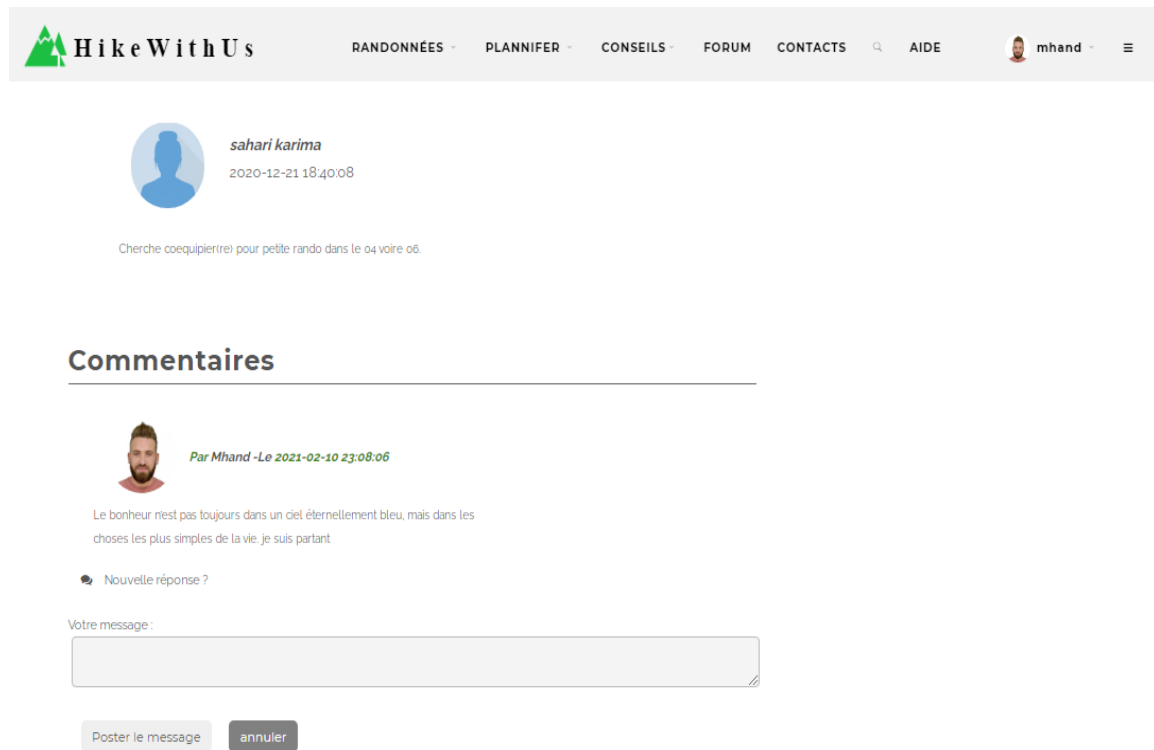 HikeWithUs RANDONNÉES PLANNIFER CONSEILS FORUM CONTACTS AIDE mhand
sahari karima
2020-12-21 18:40:08
Cherche coequipier(re) pour petite rando dans le 04 voire 06.
Commentaires
Par Mhand -Le 2021-02-10 23:08:06
Le bonheur n'est pas toujours dans un ciel éternellement bleu, mais dans les
choses les plus simples de la vie. je suis partant
Nouvelle réponse ?
Votre message :
Poster le message annuler